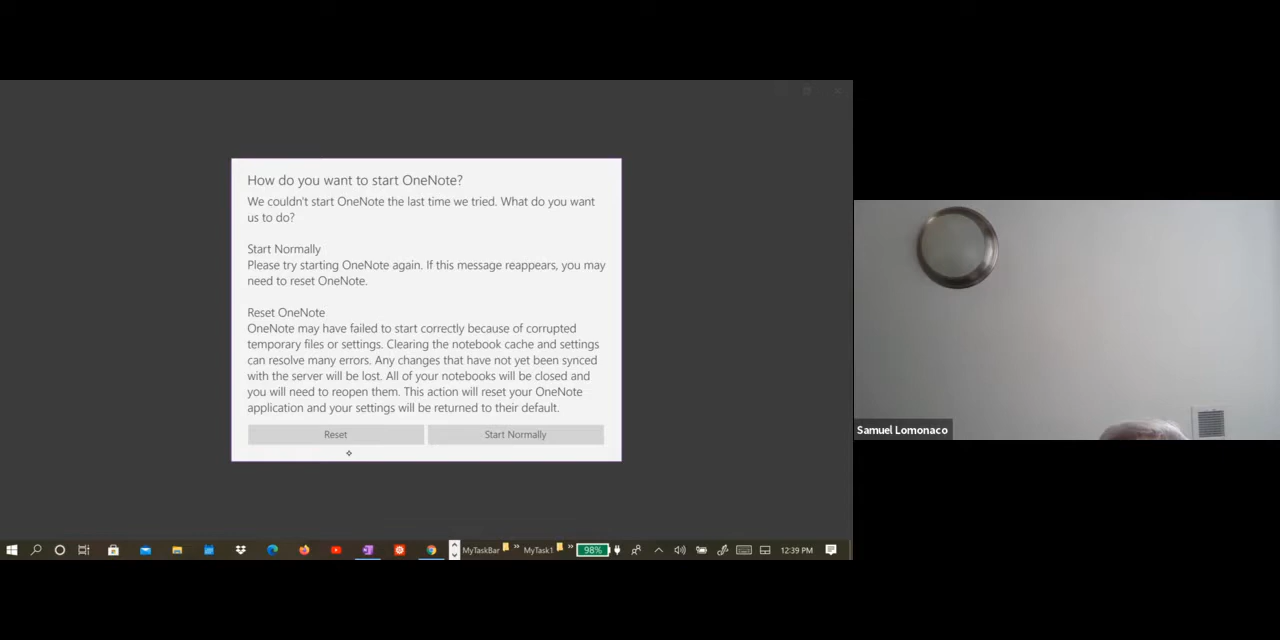 How do you want to start OneNote?
We couldn't start OneNote the last time we tried. What do you want
us to do?
Start Normally
Please try starting OneNote again. If this message reappears, you may
need to reset OneNote.
Reset OneNote
OneNote may have failed to start correctly because of corrupted
temporary files or settings. Clearing the notebook cache and settings
can resolve many errors. Any changes that have not yet been synced
with the server will be lost. All of your notebooks will be closed and
you will need to reopen them. This action will reset your OneNote
application and your settings will be returned to their default.
Reset
Start Normally
Samuel Lomonaco
MyTaskBar » MyTask1 » 98% 12:39 PM